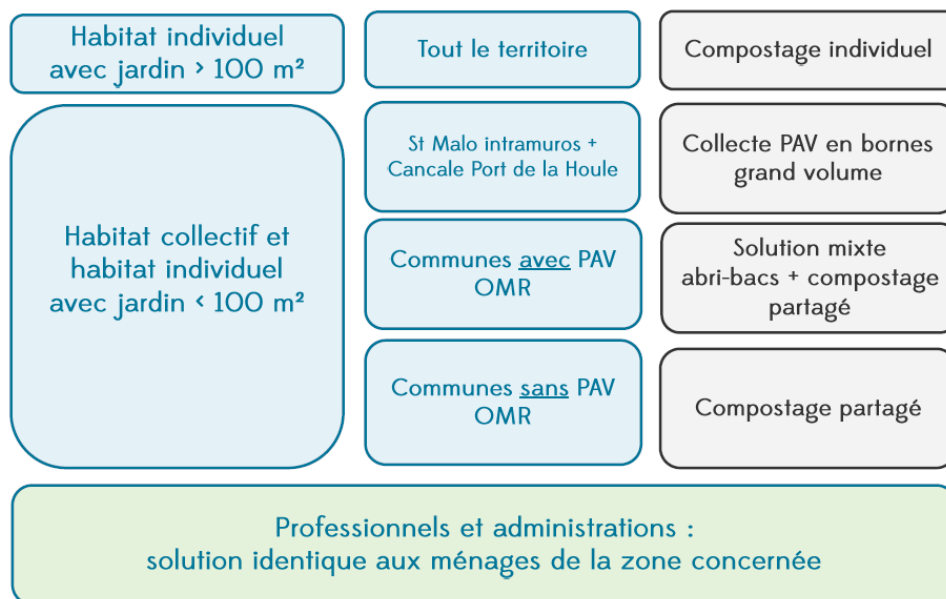 Habitat individuel
avec jardin > 100 m²
Tout le territoire
Compostage individuel
Habitat collectif et
habitat individuel
avec jardin < 100 m²
St Malo intramuros +
Cancale Port de la Houle
Collecte PAV en bornes
grand volume
Communes avec PAV
OMR
Solution mixte
abri-bacs + compostage
partagé
Communes sans PAV
OMR
Compostage partagé
Professionnels et administrations :
solution identique aux ménages de la zone concernée